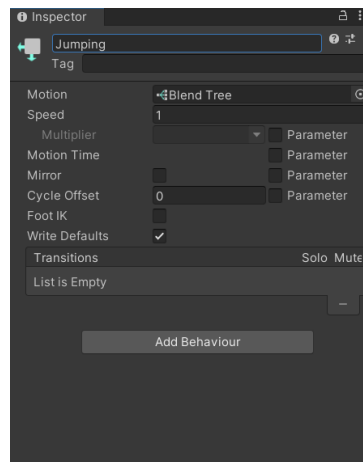 Inspector
Jumping
Tag
Motion Blend Tree
Speed 1
Multiplier Parameter
Motion Time Parameter
Mirror Parameter
Cycle Offset 0 Parameter
Foot IK
Write Defaults
Transitions Solo Mute
List is Empty
Add Behaviour